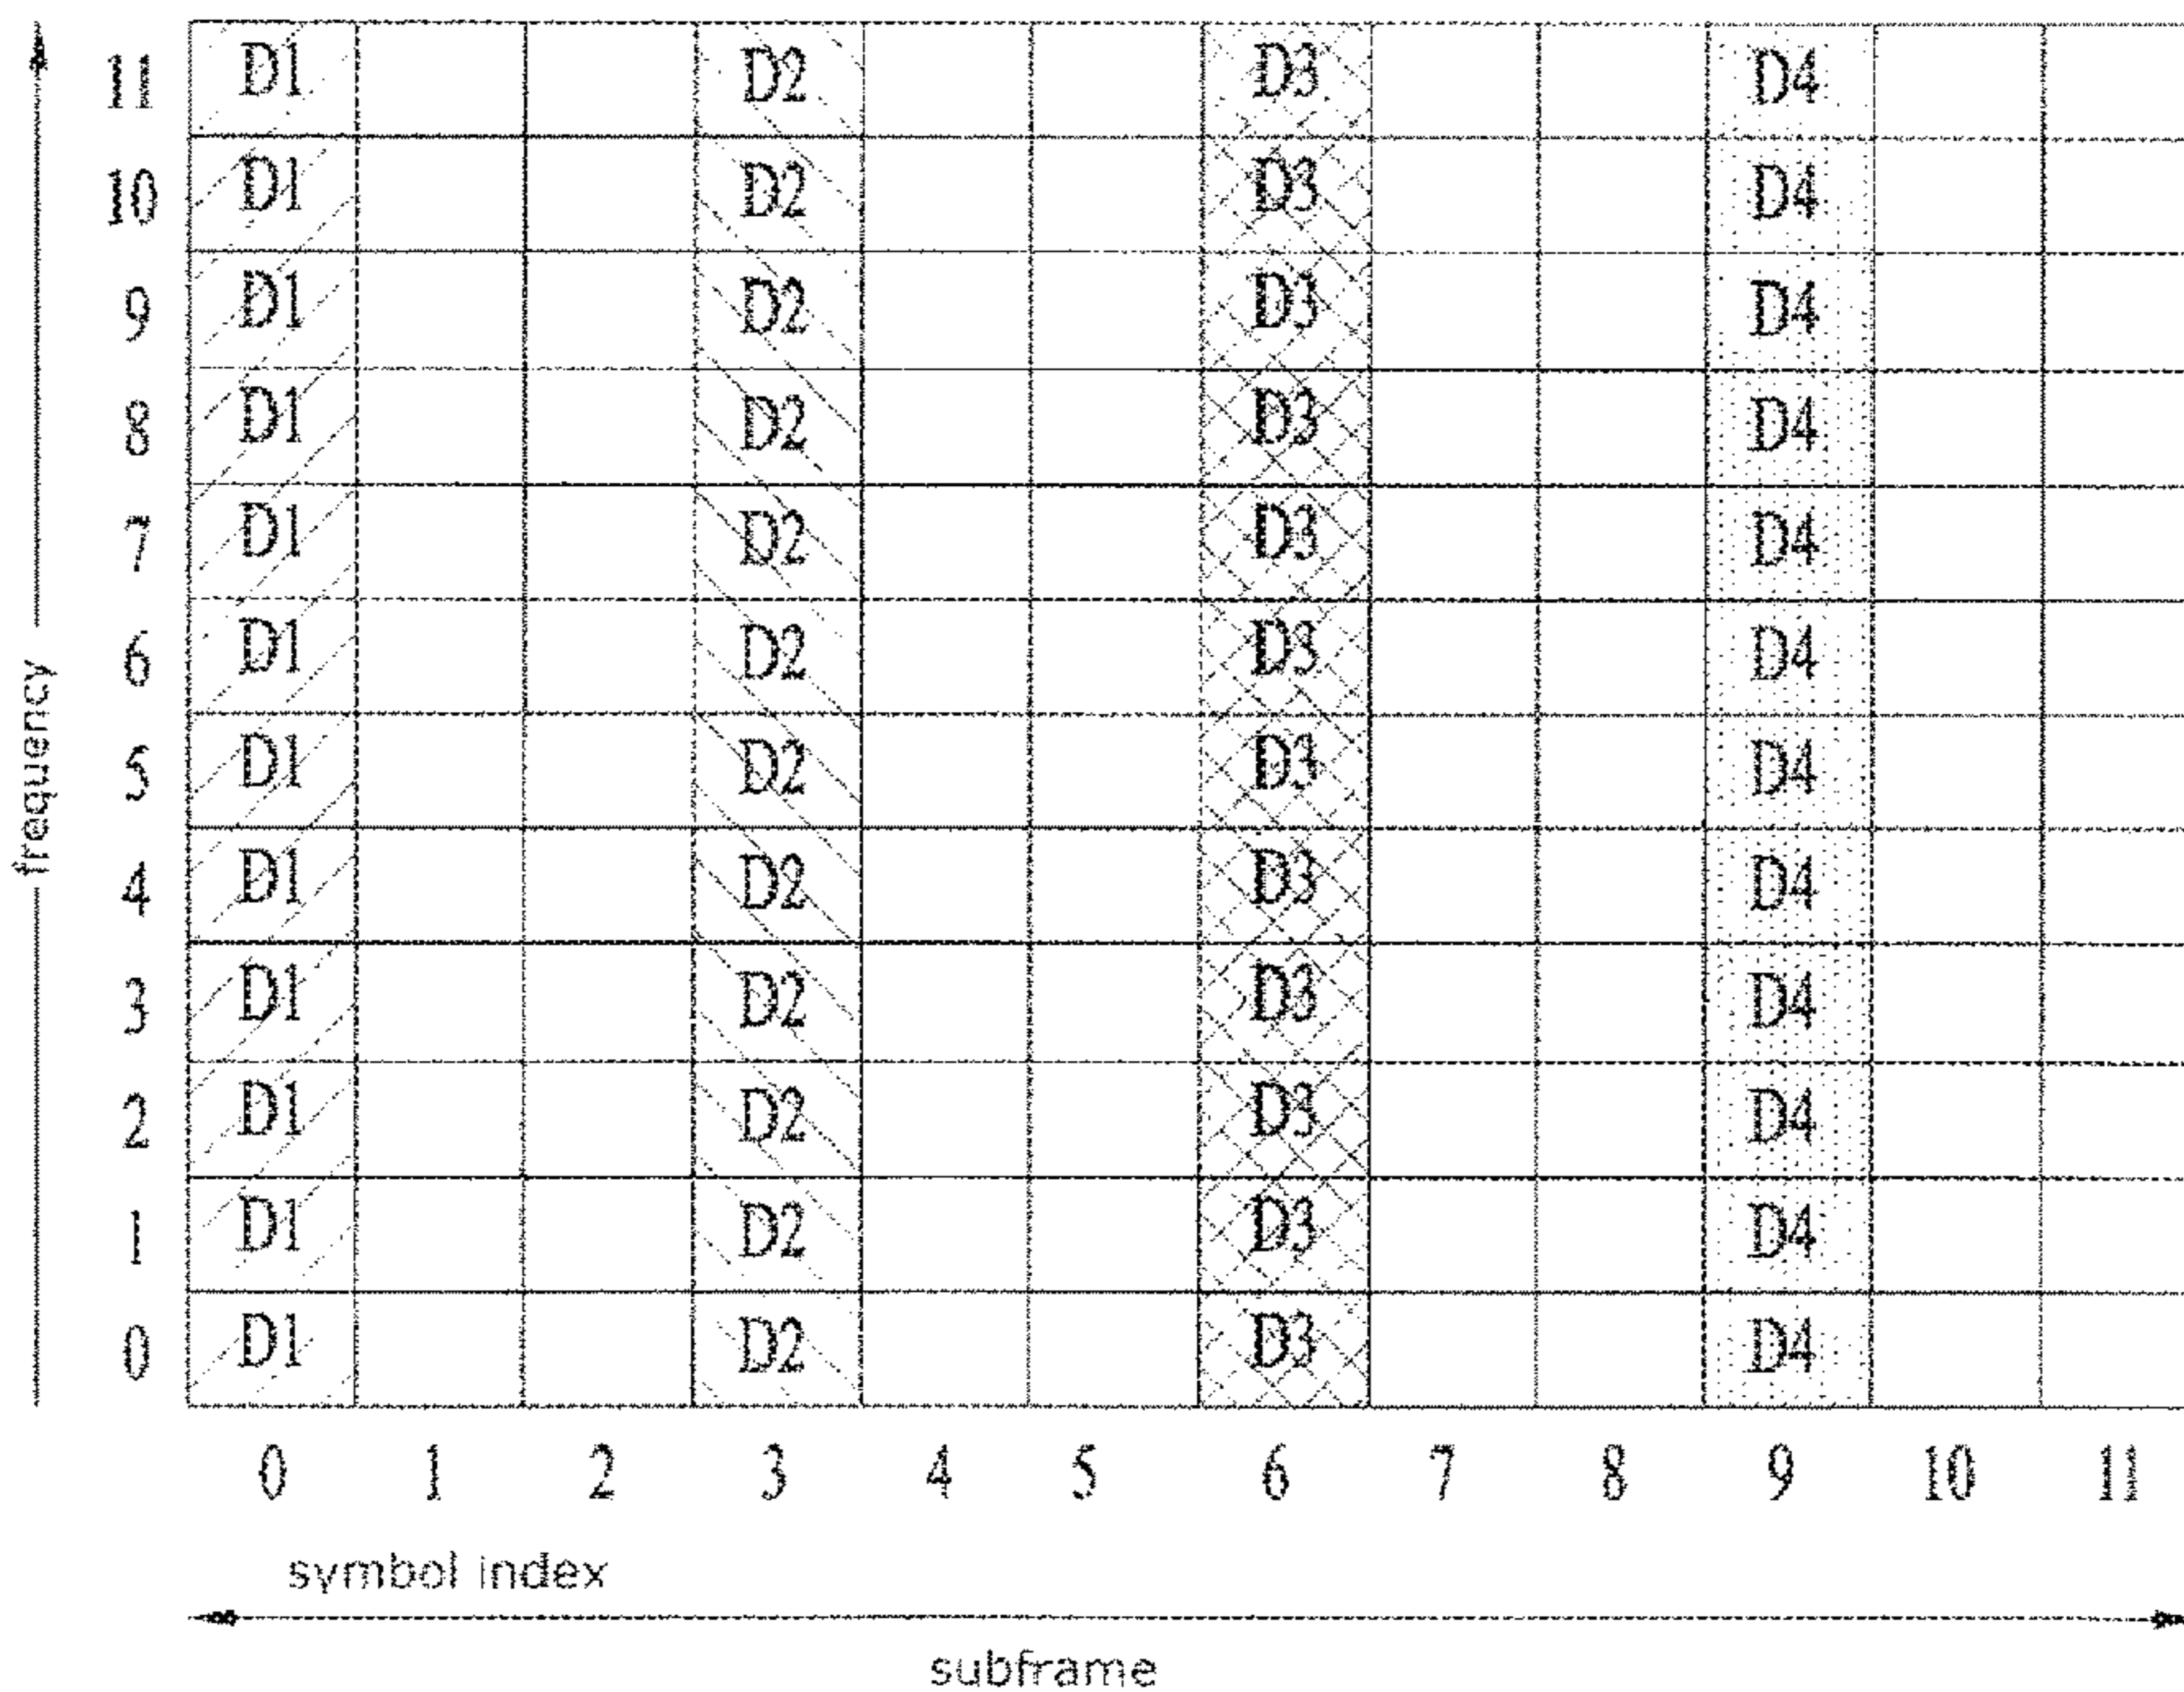 11 D1 D2 D3 D4
10 D1 D2 D3 D4
9 D1 D2 D3 D4
8 D1 D2 D3 D4
7 D1 D2 D3 D4
6 D1 D2 D3 D4
5 D1 D2 D3 D4
4 D1 D2 D3 D4
3 D1 D2 D3 D4
2 D1 D2 D3 D4
1 D1 D2 D3 D4
0 D1 D2 D3 D4
frequency
0 1 2 3 4 5 6 7 8 9 10 11
symbol index
subframe